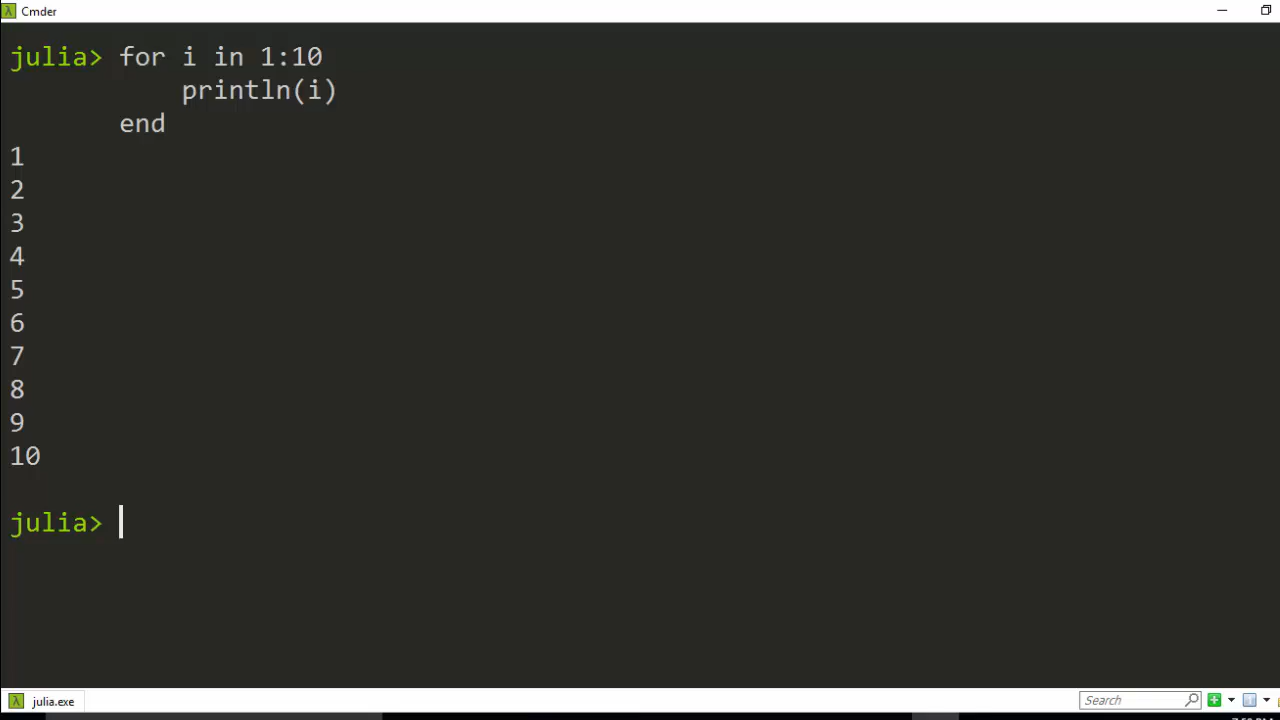 Cmder
julia> for i in 1:10
println(i)
end
1
2
3
4
5
6
7
8
9
10
julia>
julia.exe
Search